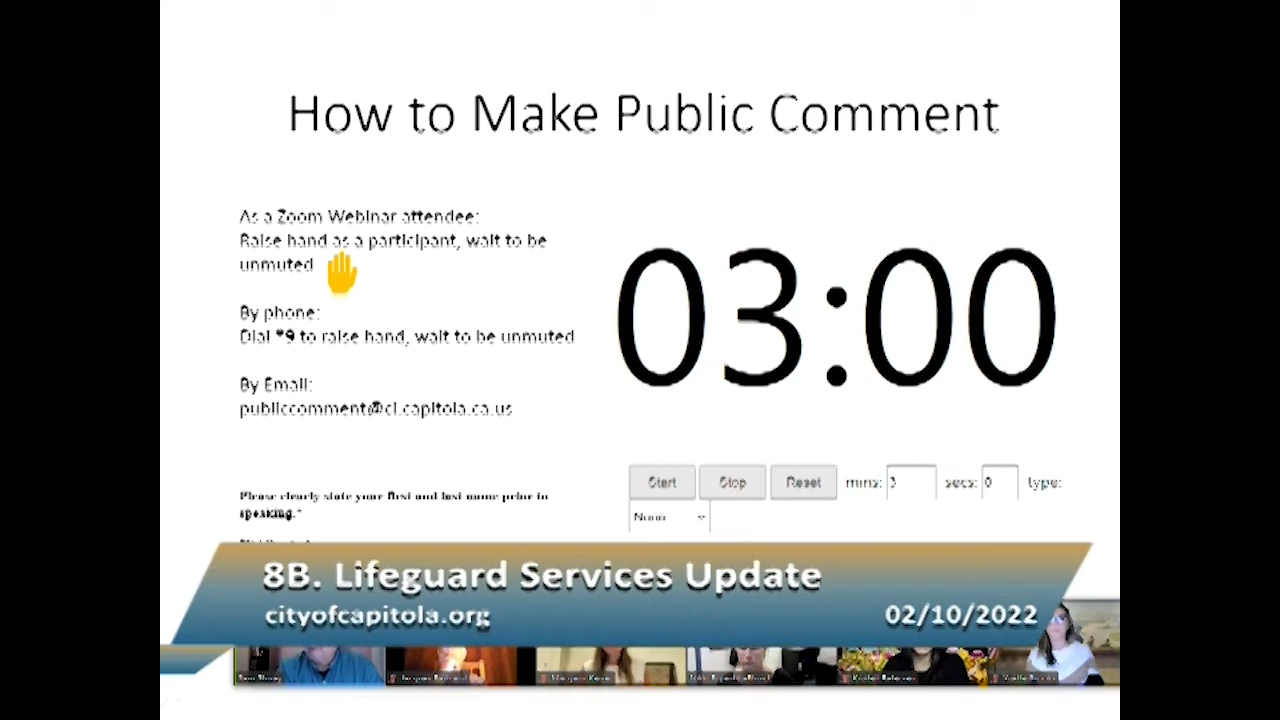 How to Make Public Comment
As a Zoom Webinar attendee:
Raise hand as a participant, wait to be
unmuted
By phone:
Dial *9 to raise hand, wait to be unmuted
By Email:
publiccomment@ci.capitola.ca.us
Please clearly state your first and last name prior to
speaking.*
03:00
Start Stop Reset mins: 3 secs: 0 type:
None
8B. Lifeguard Services Update
cityofcapitola.org 02/10/2022